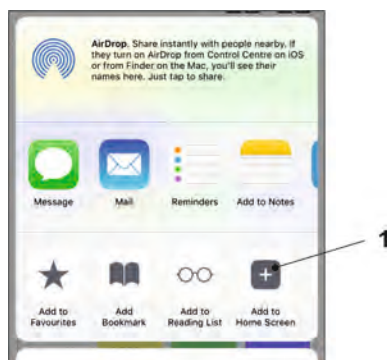 AirDrop. Share instantly with people nearby. If
they turn on AirDrop from Control Centre on iOS
or from Finder on the Mac, you'll see their
names here. Just tap to share.
Message Mail Reminders Add to Notes
1
Add to Add Add to Add to
Favourites Bookmark Reading List Home Screen